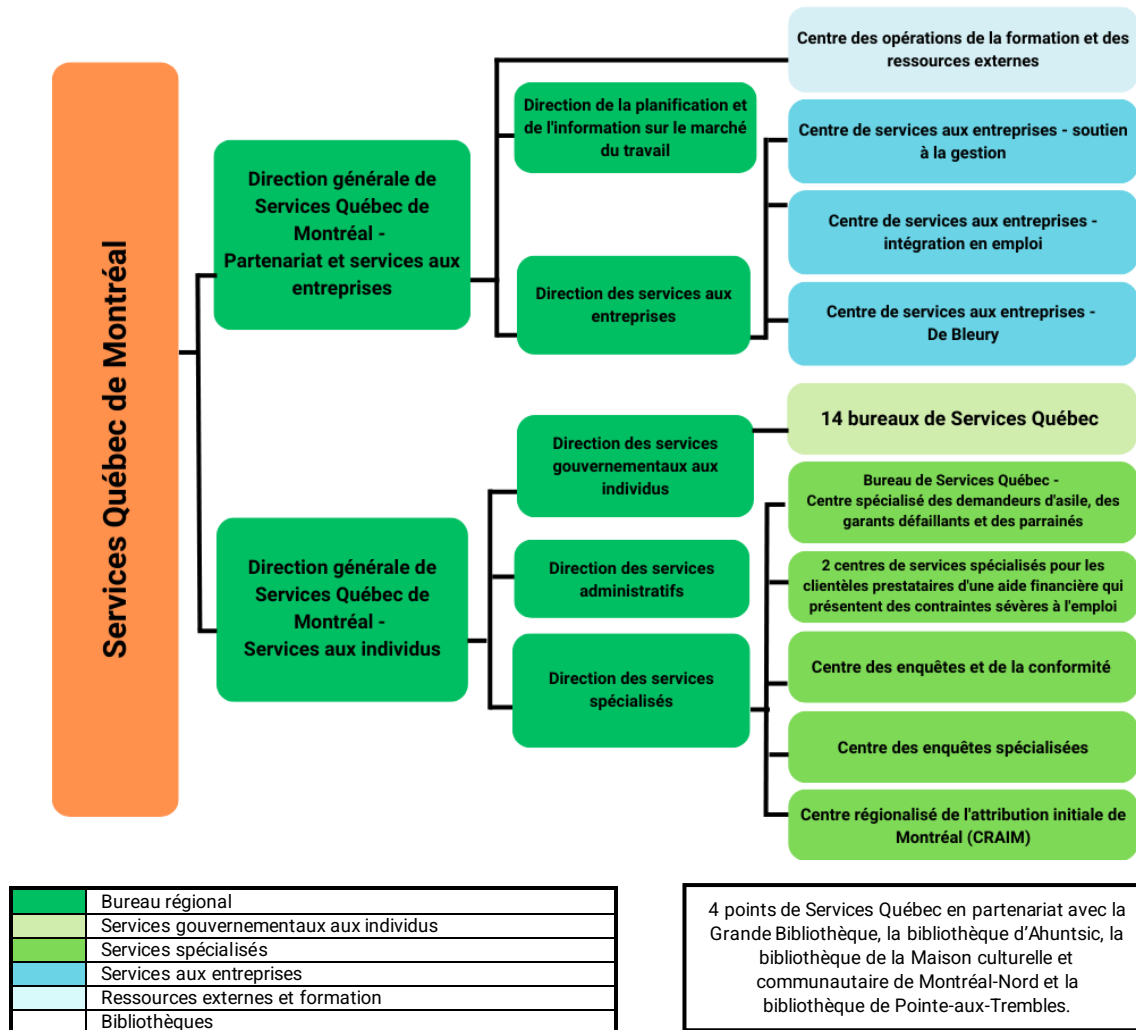 Services Québec de Montréal
Direction générale de
Services Québec de
Montréal -
Partenariat et services aux
entreprises
Direction de la planification et
de l'information sur le marché
du travail
Direction des services aux
entreprises
Centre des opérations de la formation et des
ressources externes
Centre de services aux entreprises - soutien
à la gestion
Centre de services aux entreprises -
intégration en emploi
Centre de services aux entreprises -
De Bleury
Direction générale de
Services Québec de
Montréal -
Services aux individus
Direction des services
gouvernementaux aux
individus
Direction des services
administratifs
Direction des services
spécialisés
14 bureaux de Services Québec
Bureau de Services Québec -
Centre spécialisé des demandeurs d'asile, des
garants défaillants et des parrainés
2 centres de services spécialisés pour les
clientèles prestataires d'une aide financière qui
présentent des contraintes sévères à l'emploi
Centre des enquêtes et de la conformité
Centre des enquêtes spécialisées
Centre régionalisé de l'attribution initiale de
Montréal (CRAIM)
Bureau régional
Services gouvernementaux aux individus
Services spécialisés
Services aux entreprises
Ressources externes et formation
Bibliothèques
4 points de Services Québec en partenariat avec la
Grande Bibliothèque, la bibliothèque d’Ahuntsic, la
bibliothèque de la Maison culturelle et
communautaire de Montréal-Nord et la
bibliothèque de Pointe-aux-Trembles.